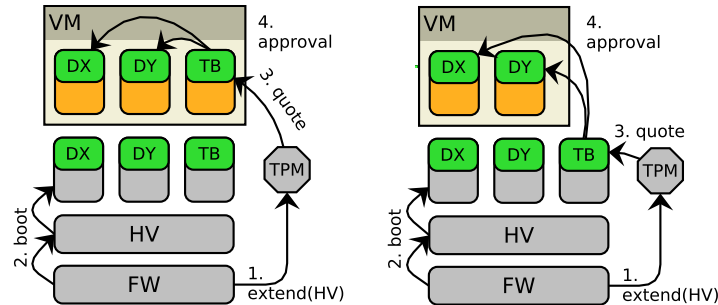 VM
4.
approval
DX
DY
TB
3. quote
DX
DY
TB
TPM
2. boot
HV
FW
1.
extend(HV)
VM
4.
approval
DX
DY
3. quote
DX
DY
TB
TPM
2. boot
HV
FW
1.
extend(HV)